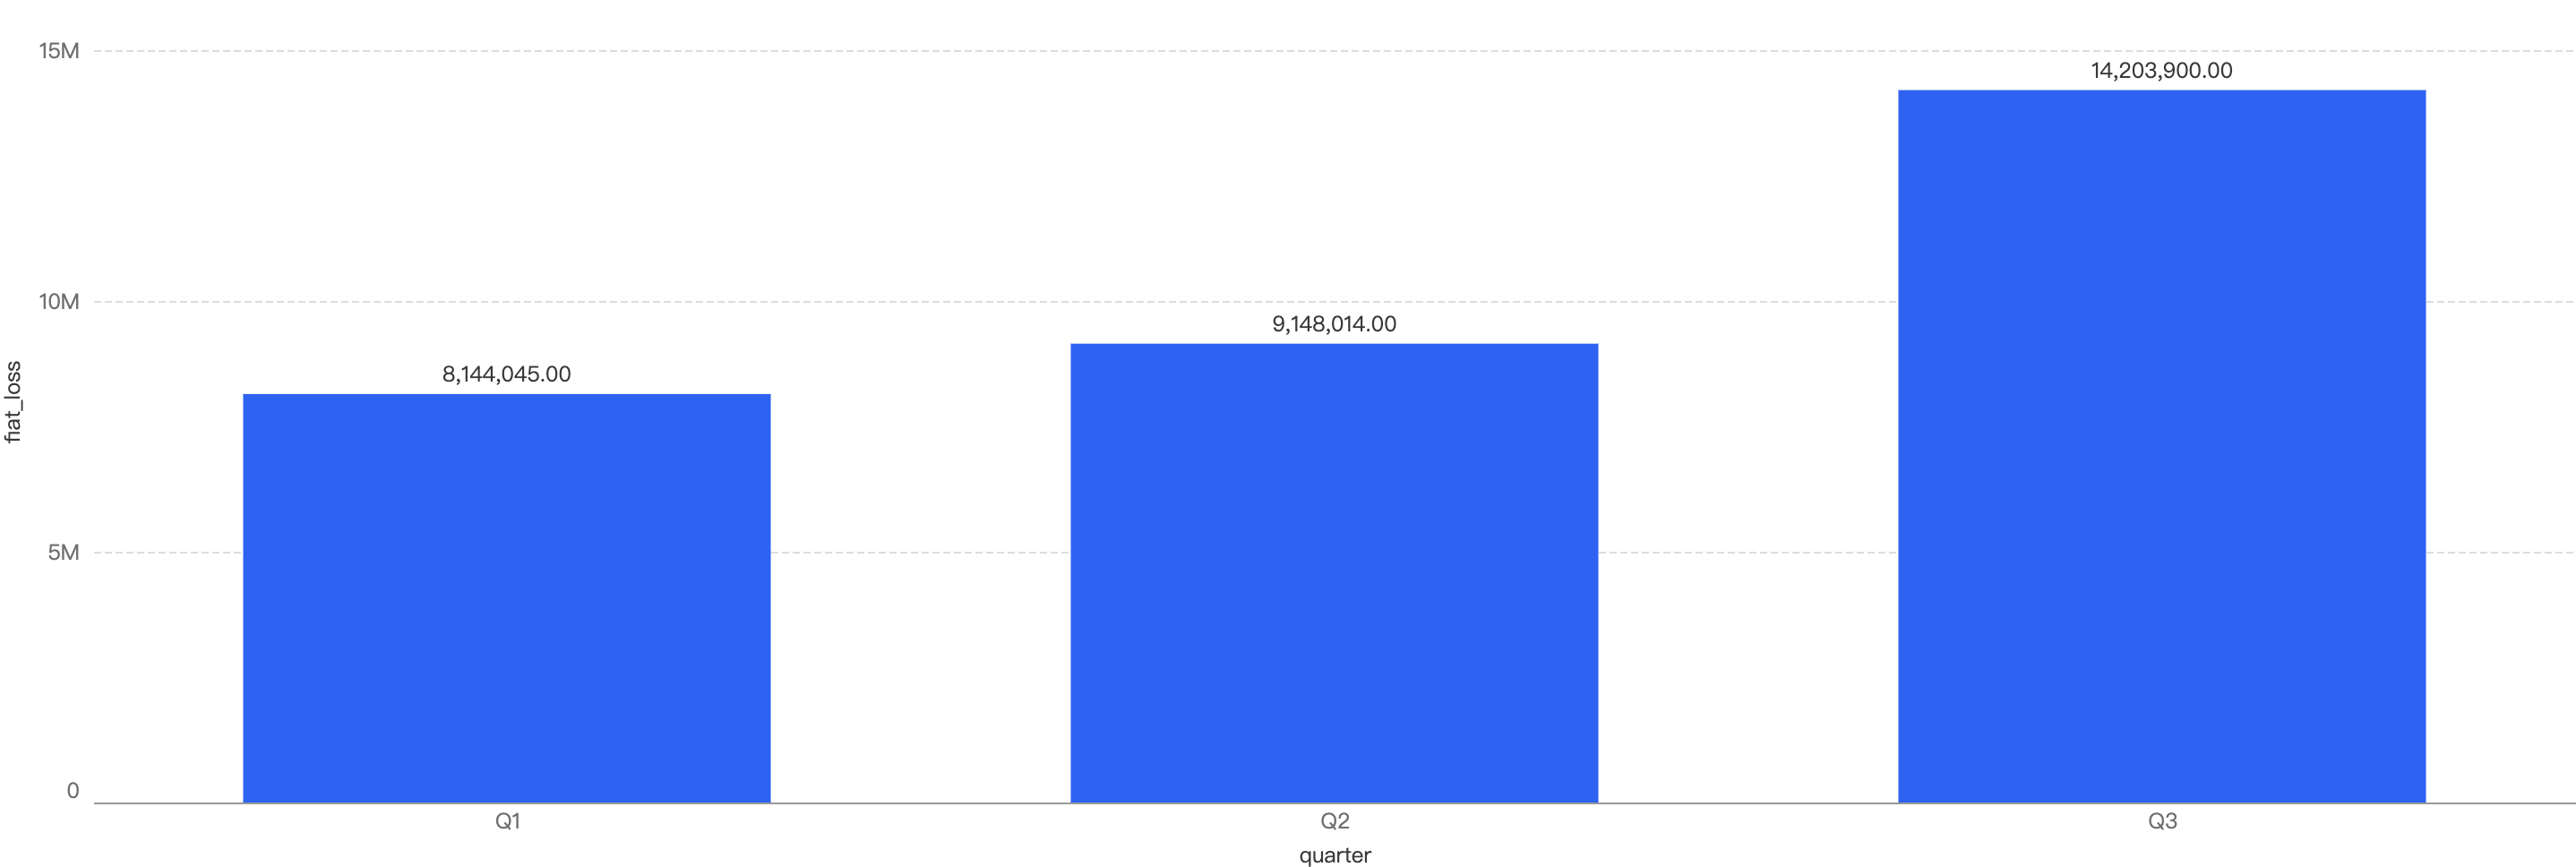 15M
14,203,900.00
10M
9,148,014.00
8,144,045.00
fiat_loss
5M
0
Q1
Q2
Q3
quarter